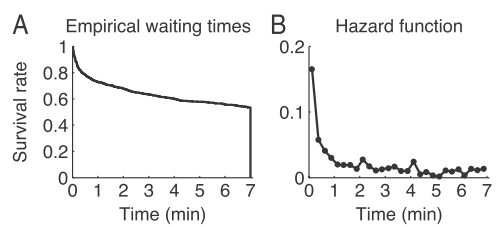 A Empirical waiting times
1
0.8
0.6
0.4
0.2
0
Survival rate
0 1 2 3 4 5 6 7
Time (min)
B Hazard function
0.2
0.1
0
0 1 2 3 4 5 6 7
Time (min)